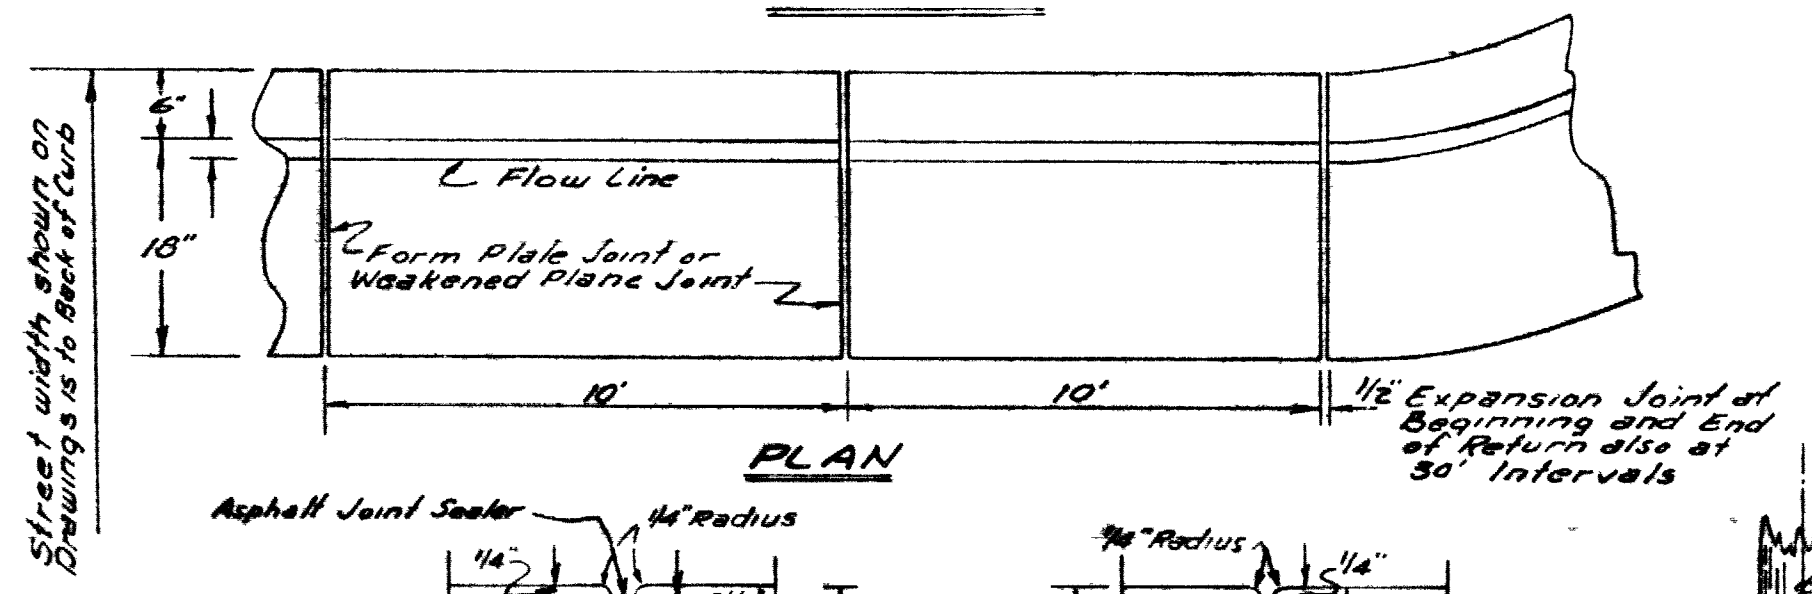 Street width shown on
Drawings is to Back of Curb
6"
18"
Flow Line
Form Plate Joint or
Weakened Plane Joint
10'
10'
1/2" Expansion Joint at
Beginning and End
of Return also at
30' Intervals
PLAN
Asphalt Joint Sealer
1/4" Radius
1/4"
1/4" Radius
1/4"